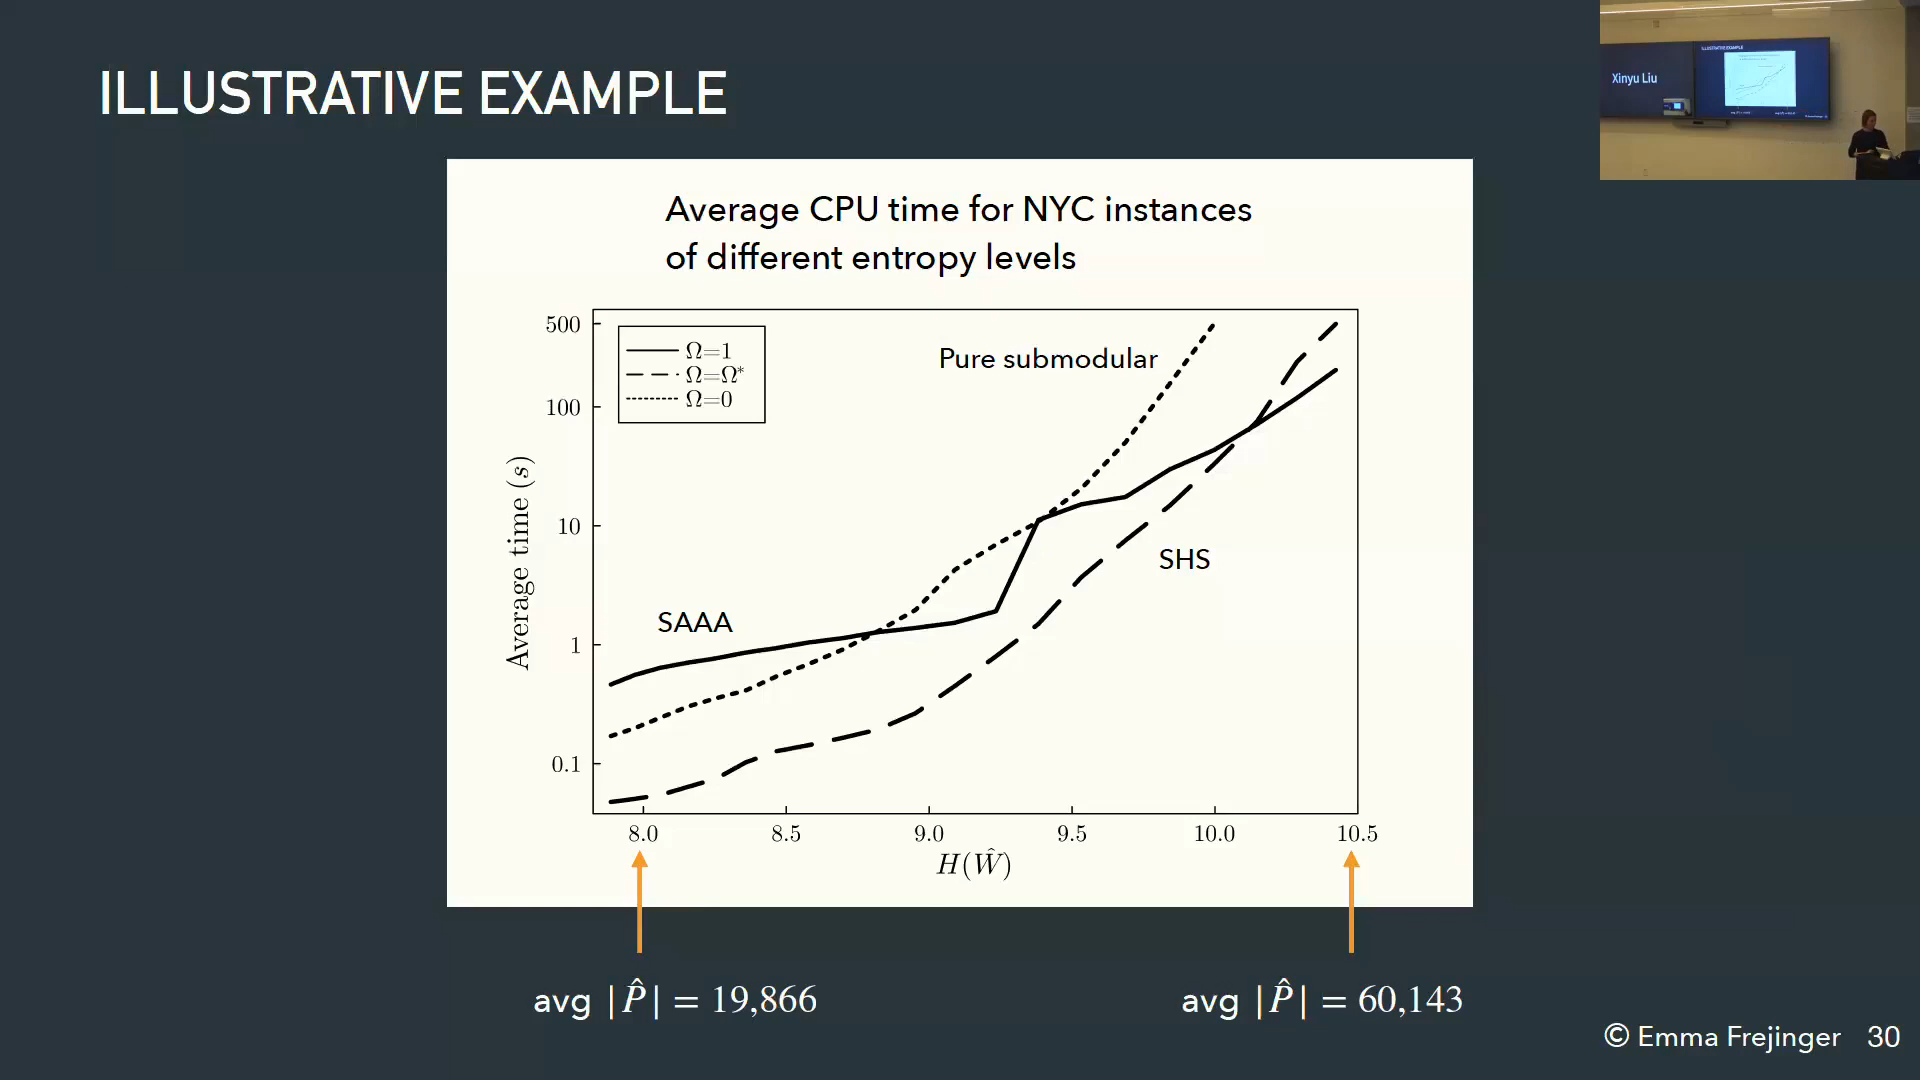 ILLUSTRATIVE EXAMPLE
Xinyu Liu
ILLUSTRATIVE EXAMPLE
Average CPU time for NYC instances
of different entropy levels
500
100
10
1
0.1
Average time (s)
Ω=1
Ω=Ω*
Ω=0
Pure submodular
SAAA
SHS
8.0 8.5 9.0 9.5 10.0 10.5
H(Ŵ)
avg |P̂| = 19,866
avg |P̂| = 60,143
© Emma Frejinger 30